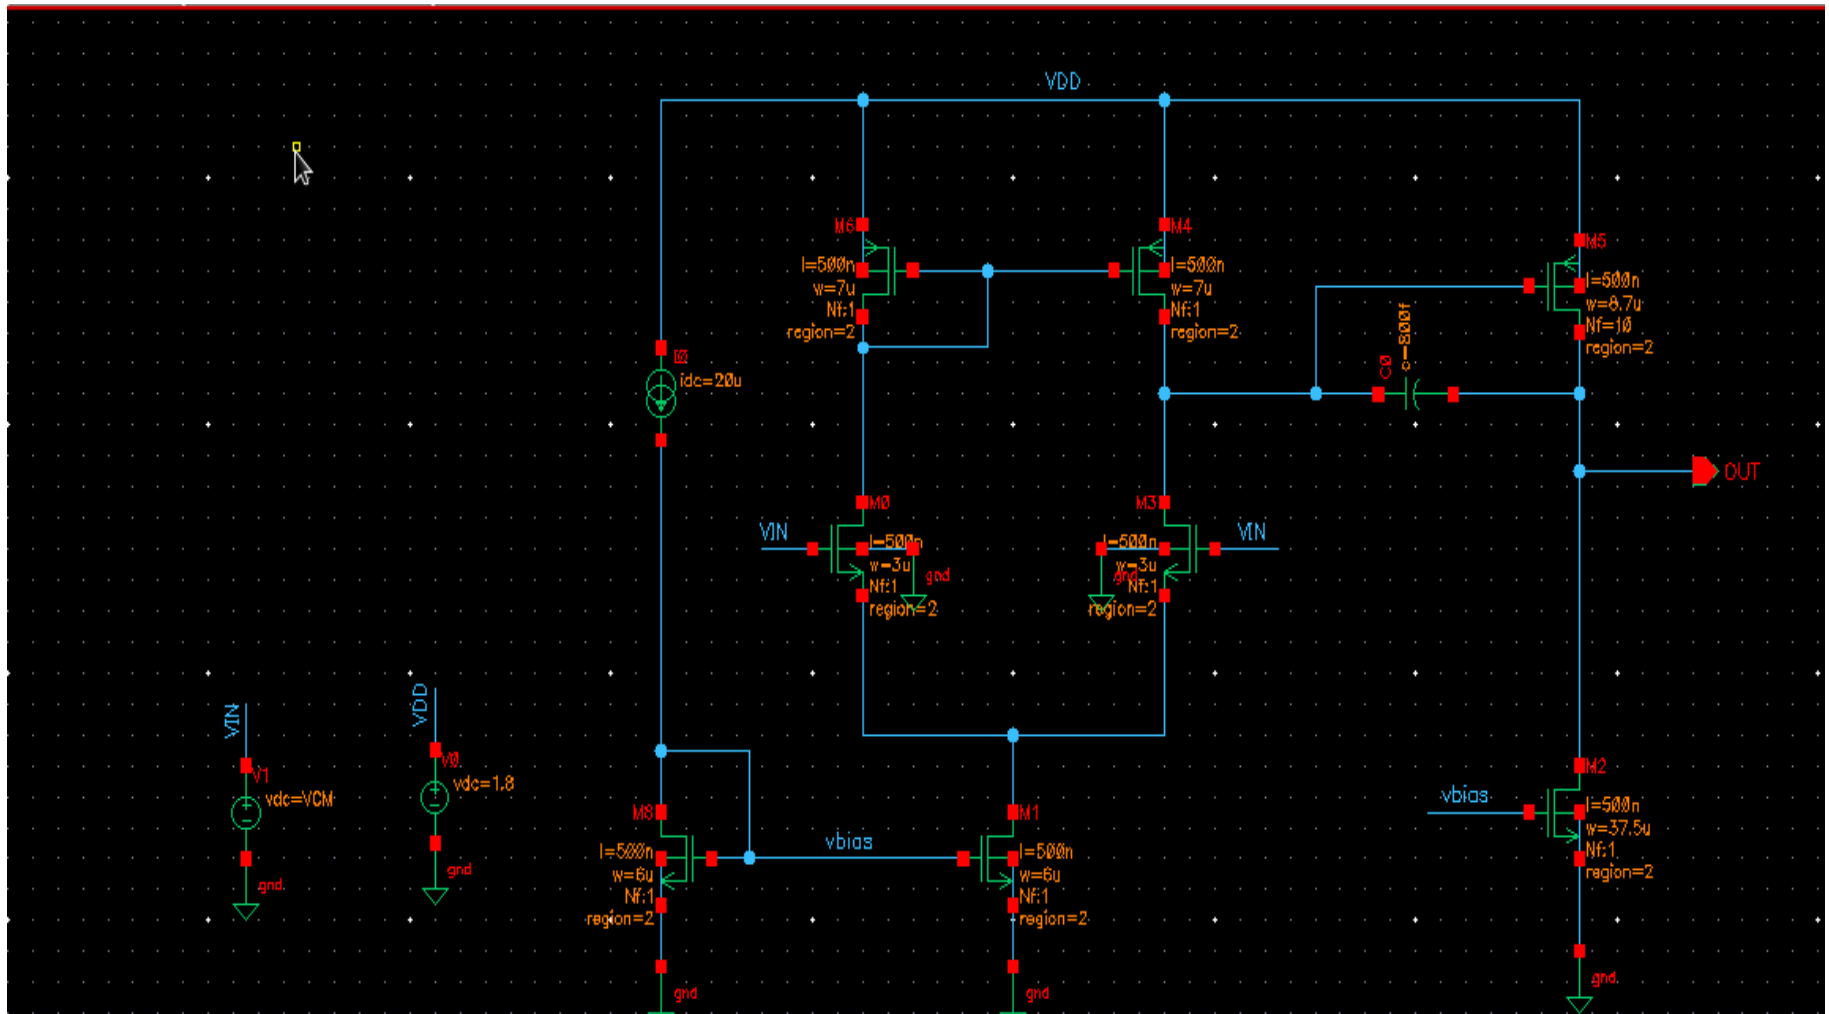 VDD
M6
l=500n
w=7u
Nf:1
region=2
M4
l=500n
w=7u
Nf:1
region=2
M5
l=500n
w=8.7u
Nf=10
region=2
I0
idc=20u
C0
c=800f
OUT
VIN
M0
l=500n
w=3u
Nf:1
region=2
gnd
M3
l=500n
w=3u
Nf:1
region=2
gnd
VIN
VIN
V1
vdc=VCM
gnd
VDD
V0
vdc=1.8
gnd
M8
l=500n
w=6u
Nf:1
region=2
gnd
vbias
M1
l=500n
w=6u
Nf:1
region=2
gnd
vbias
M2
l=500n
w=37.5u
Nf:1
region=2
gnd